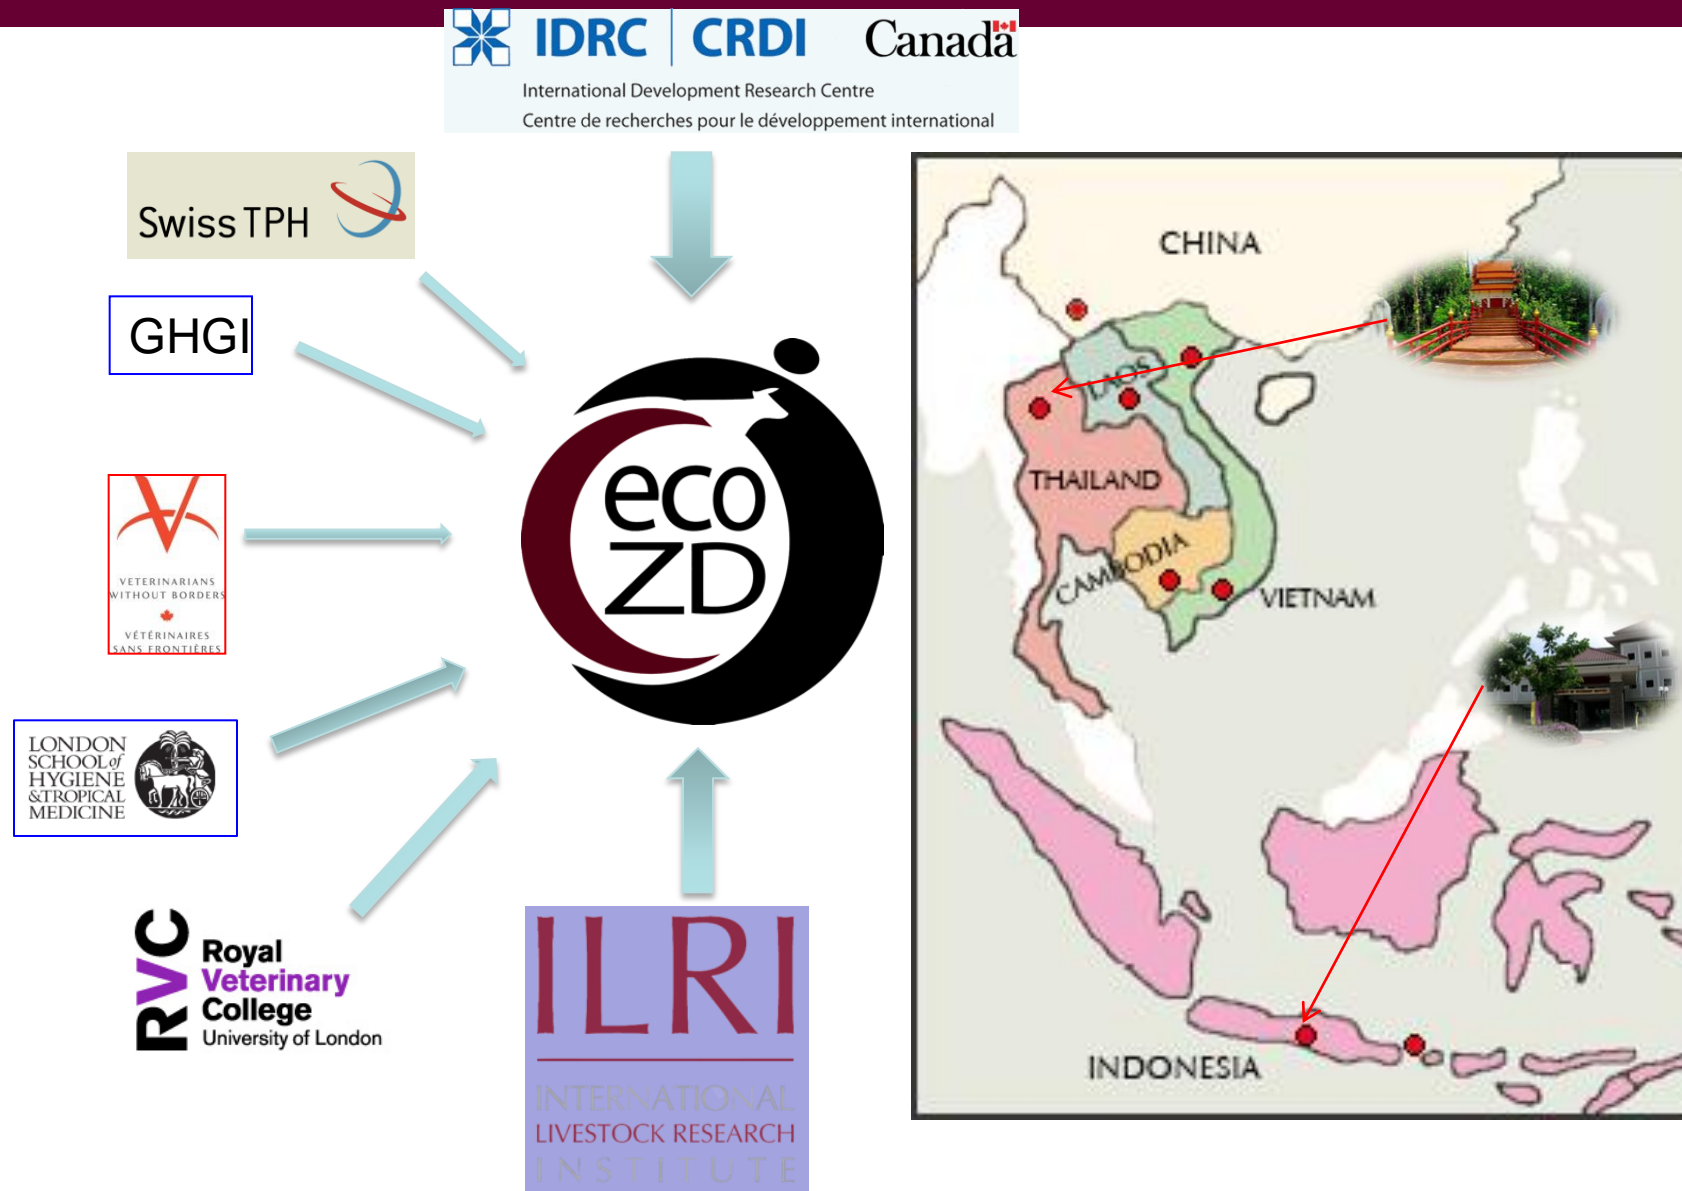 IDRC | CRDI Canada
International Development Research Centre
Centre de recherches pour le développement international
Swiss TPH
GHGI
VETERINARIANS
WITHOUT BORDERS
VÉTÉRINAIRES
SANS FRONTIÈRES
LONDON
SCHOOL of
HYGIENE
& TROPICAL
MEDICINE
RVC
Royal
Veterinary
College
University of London
eco
ZD
ILRI
INTERNATIONAL
LIVESTOCK RESEARCH
INSTITUTE
CHINA
LAOS
THAILAND
CAMBODIA
VIETNAM
INDONESIA